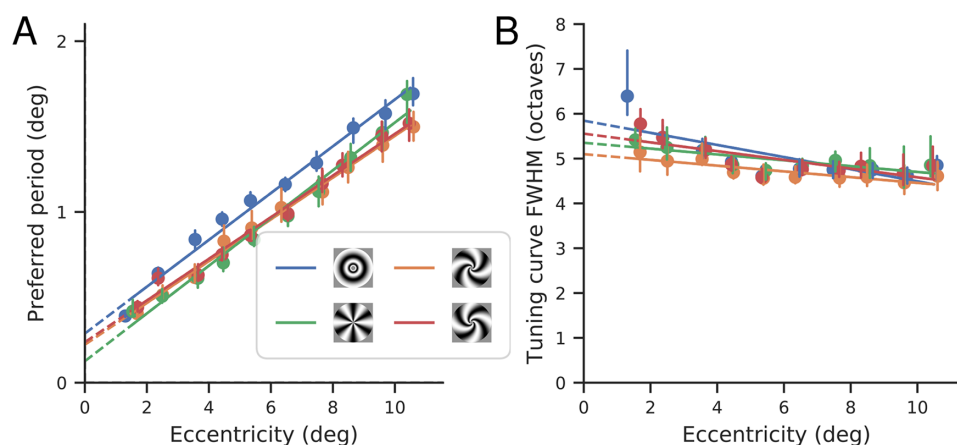 A
B
Preferred period (deg)
2
1
0
0 2 4 6 8 10
Eccentricity (deg)
Tuning curve FWHM (octaves)
8
7
6
5
4
3
2
1
0
0 2 4 6 8 10
Eccentricity (deg)